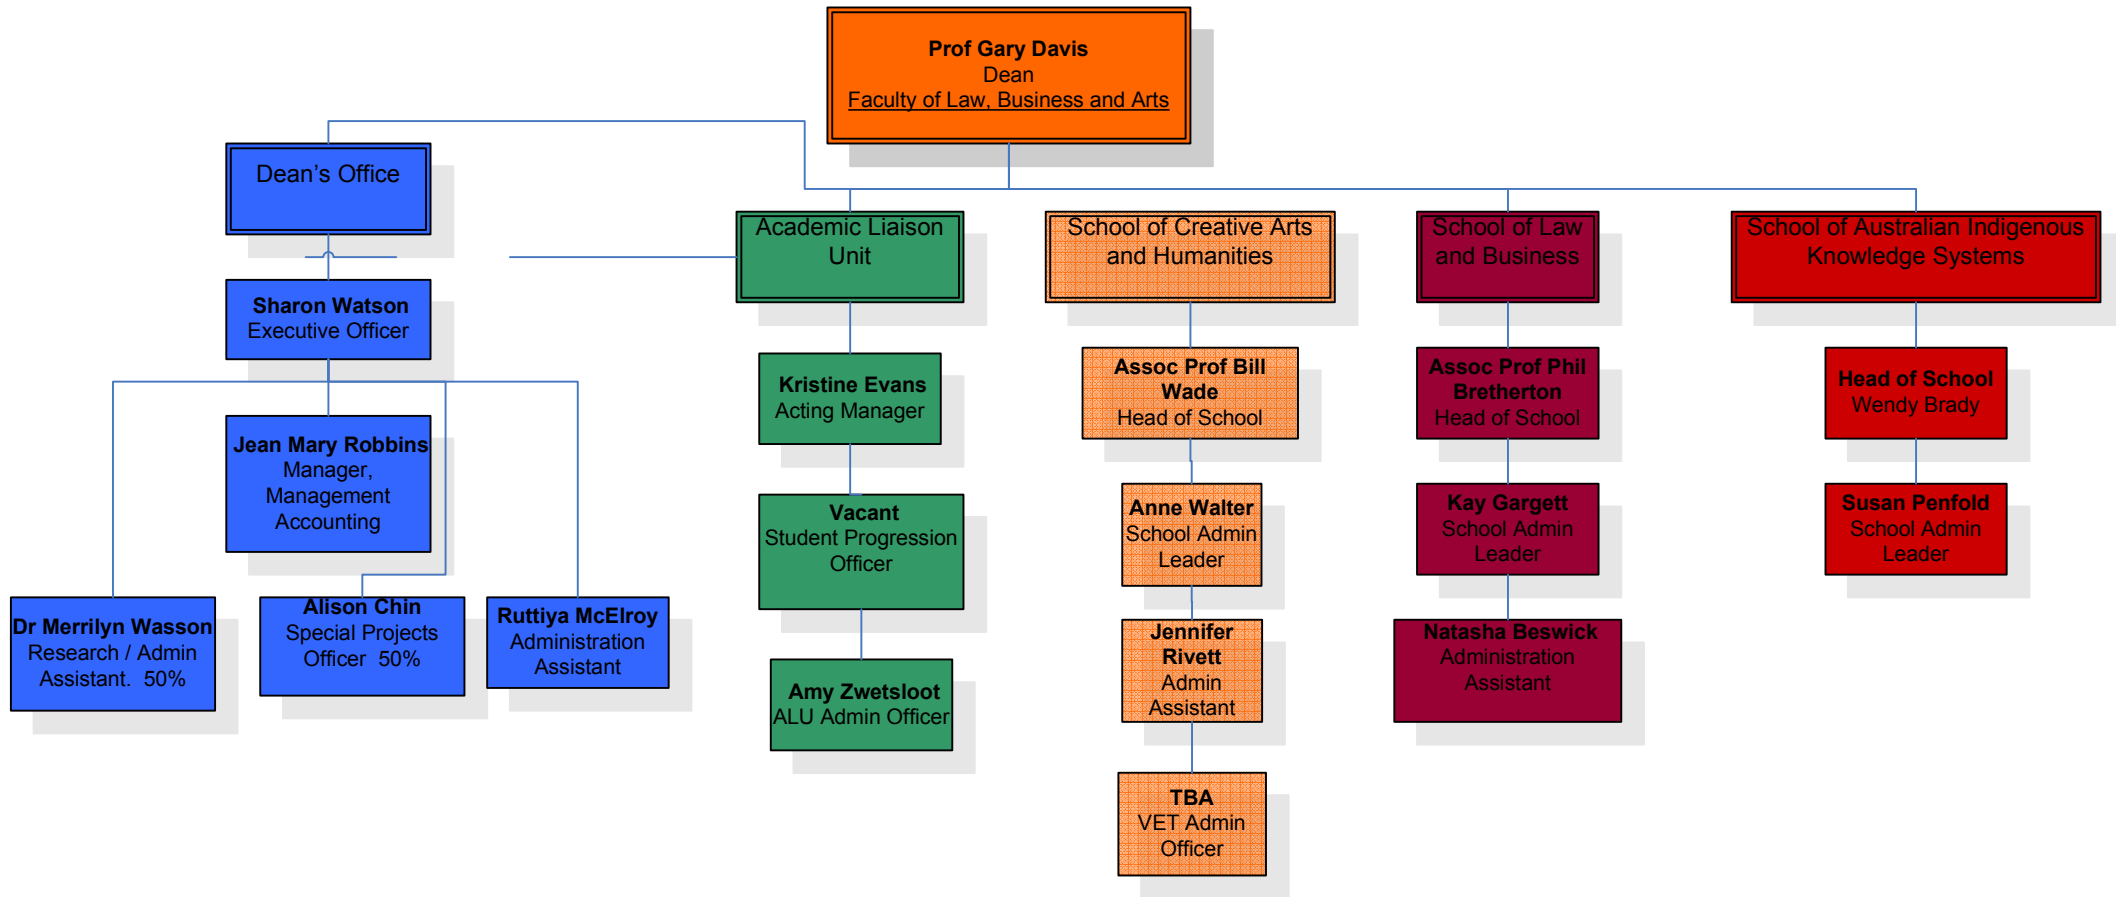 Prof Gary Davis
Dean
Faculty of Law, Business and Arts
Dean’s Office
Sharon Watson
Executive Officer
Jean Mary Robbins
Manager,
Management
Accounting
Dr Merrilyn Wasson
Research / Admin
Assistant.  50%
Alison Chin
Special Projects
Officer  50%
Ruttiya McElroy
Administration
Assistant
Academic Liaison
Unit
Kristine Evans
Acting Manager
Vacant
Student Progression
Officer
Amy Zwetsloot
ALU Admin Officer
School of Creative Arts
and Humanities
Assoc Prof Bill
Wade
Head of School
Anne Walter
School Admin
Leader
Jennifer
Rivett
Admin
Assistant
TBA
VET Admin
Officer
School of Law
and Business
Assoc Prof Phil
Bretherton
Head of School
Kay Gargett
School Admin
Leader
Natasha Beswick
Administration
Assistant
School of Australian Indigenous
Knowledge Systems
Head of School
Wendy Brady
Susan Penfold
School Admin
Leader